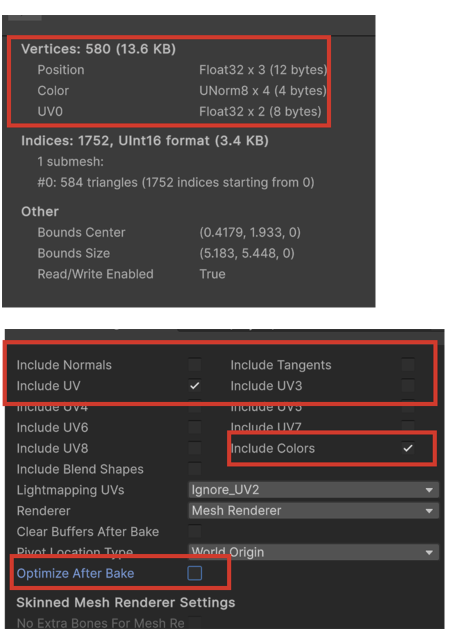 Vertices: 580 (13.6 KB)
Position Float32 x 3 (12 bytes)
Color UNorm8 x 4 (4 bytes)
UV0 Float32 x 2 (8 bytes)
Indices: 1752, UInt16 format (3.4 KB)
1 submesh:
#0: 584 triangles (1752 indices starting from 0)
Other
Bounds Center (0.4179, 1.933, 0)
Bounds Size (5.183, 5.448, 0)
Read/Write Enabled True
Include Normals Include Tangents
Include UV Include UV3
Include UV4 Include UV5
Include UV6 Include UV7
Include UV8 Include Colors
Include Blend Shapes
Lightmapping UVs Ignore_UV2
Renderer Mesh Renderer
Clear Buffers After Bake
Pivot Location Type World Origin
Optimize After Bake
Skinned Mesh Renderer Settings
No Extra Bones For Mesh Re